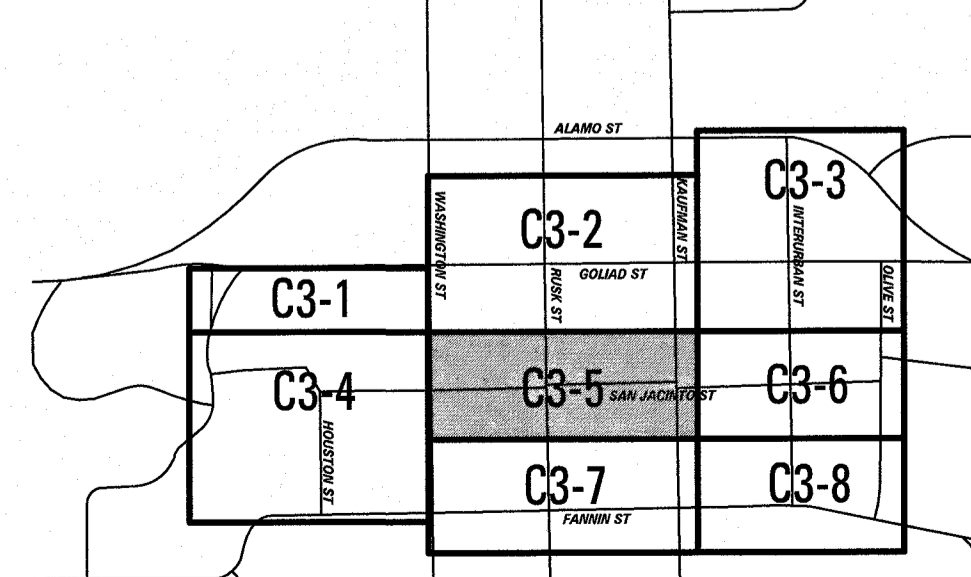 ALAMO ST
C3-3
C3-2
WASHINGTON ST
KAUFMAN ST
INTERURBAN ST
GOLIAD ST
RUSK ST
OLIVE ST
C3-1
C3-4
C3-5
SAN JACINTO ST
C3-6
HOUSTON ST
C3-7
C3-8
FANNIN ST